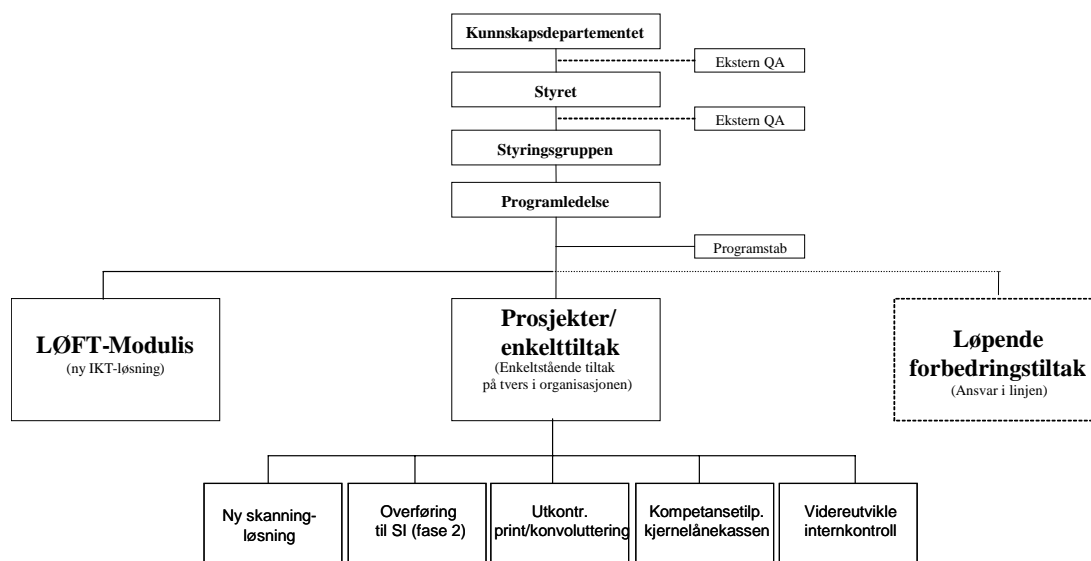 Kunnskapsdepartementet
Ekstern QA
Styret
Ekstern QA
Styringsgruppen
Programledelse
Programstab
LØFT-Modulis
(ny IKT-løsning)
Prosjekter/
enkelttiltak
(Enkeltstående tiltak
på tvers i organisasjonen)
Løpende
forbedringstiltak
(Ansvar i linjen)
Ny skanning-
løsning
Overføring
til SI (fase 2)
Utkontr.
print/konvoluttering
Kompetansetilp.
kjernelånekassen
Videreutvikle
internkontroll